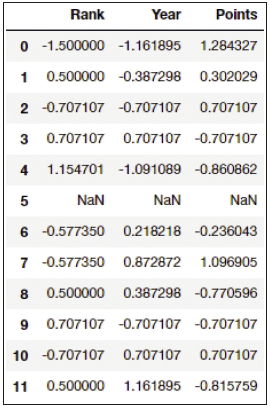 Rank Year Points
0 -1.500000 -1.161895 1.284327
1 0.500000 -0.387298 0.302029
2 -0.707107 -0.707107 0.707107
3 0.707107 0.707107 -0.707107
4 1.154701 -1.091089 -0.860862
5 NaN NaN NaN
6 -0.577350 0.218218 -0.236043
7 -0.577350 0.872872 1.096905
8 0.500000 0.387298 -0.770596
9 0.707107 -0.707107 -0.707107
10 -0.707107 0.707107 0.707107
11 0.500000 1.161895 -0.815759